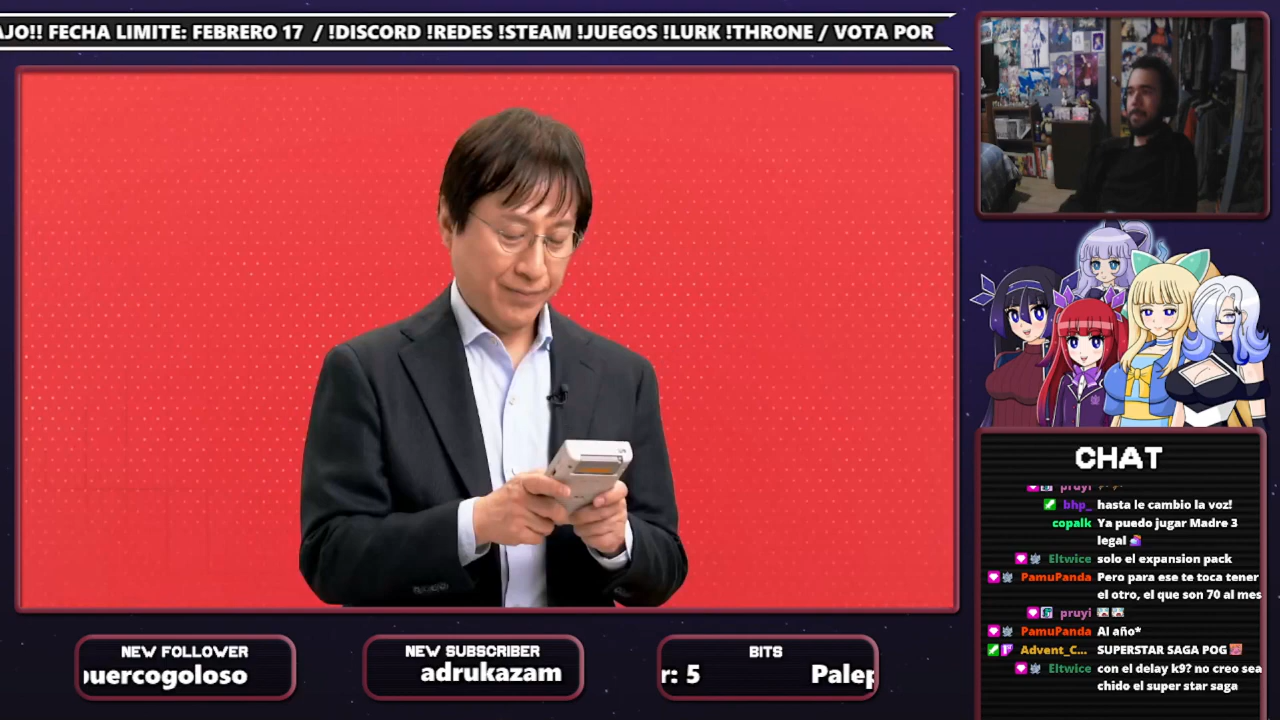 AJO!! FECHA LIMITE: FEBRERO 17 / !DISCORD !REDES !STEAM !JUEGOS !LURK !THRONE / VOTA POR
CHAT
pruyi
bhp_ hasta le cambio la voz!
copalk Ya puedo jugar Madre 3
legal
Eltwice solo el expansion pack
PamuPanda Pero para ese te toca tener
el otro, el que son 70 al mes
pruyi
PamuPanda Al año*
Advent_C... SUPERSTAR SAGA POG
Eltwice con el delay k9? no creo sea
chido el super star saga
NEW FOLLOWER
uercogoloso
NEW SUBSCRIBER
adrukazam
BITS
r: 5 Palep